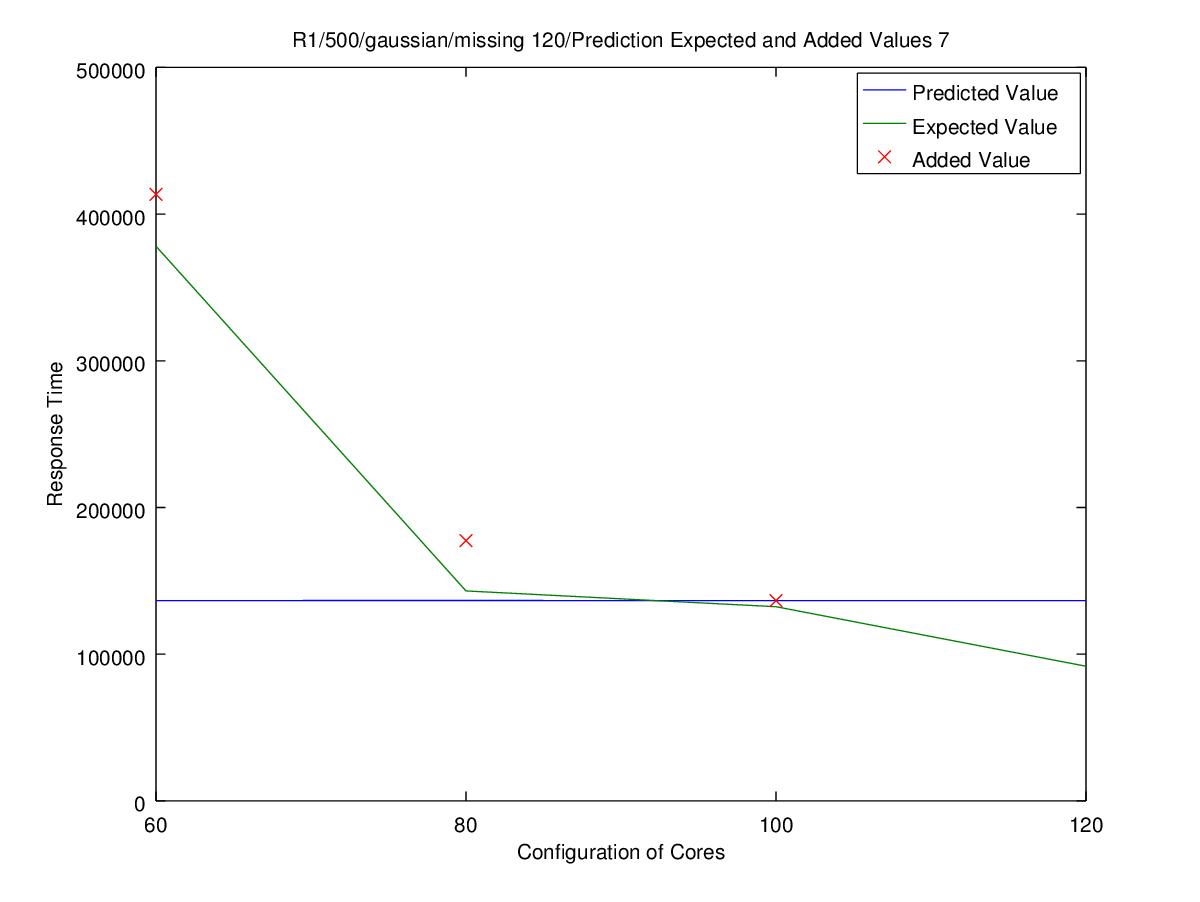 R1/500/gaussian/missing 120/Prediction Expected and Added Values 7
500000
400000
300000
200000
100000
0
60
80
100
120
Response Time
Configuration of Cores
Predicted Value
Expected Value
Added Value